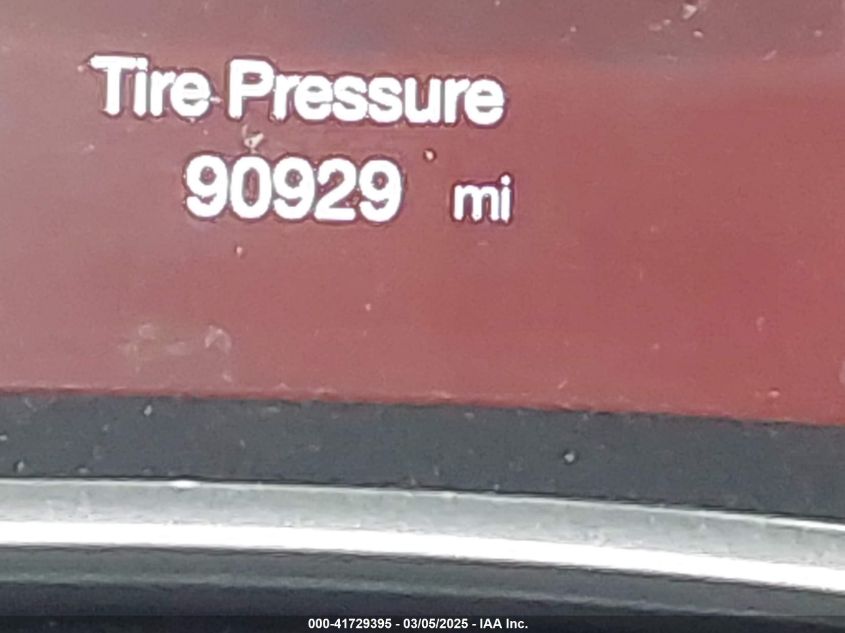 Tire Pressure
90929 mi
000-41729395 - 03/05/2025 - IAA Inc.